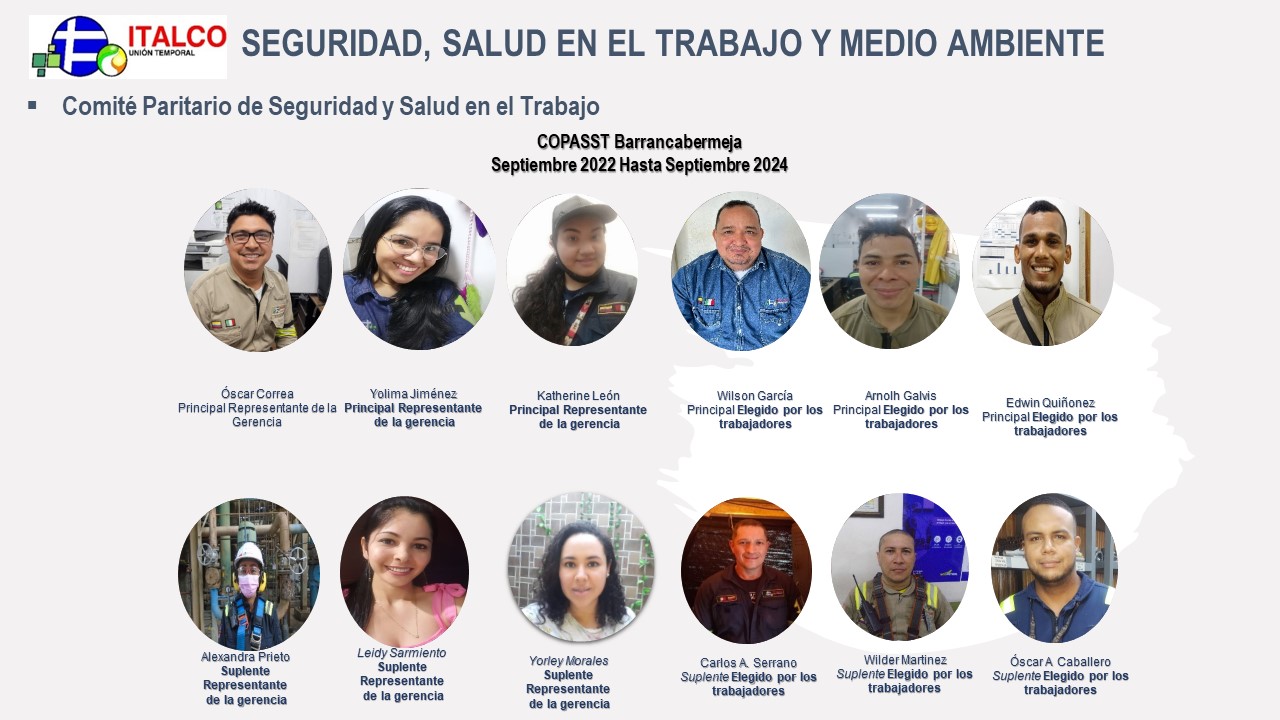 ITALCO
UNIÓN TEMPORAL
SEGURIDAD, SALUD EN EL TRABAJO Y MEDIO AMBIENTE
▪ Comité Paritario de Seguridad y Salud en el Trabajo
COPASST Barrancabermeja
Septiembre 2022 Hasta Septiembre 2024
Óscar Correa
Principal Representante de la
Gerencia
Yolima Jiménez
Principal Representante
de la gerencia
Katherine León
Principal Representante
de la gerencia
Wilson García
Principal Elegido por los
trabajadores
Arnolh Galvis
Principal Elegido por los
trabajadores
Edwin Quiñonez
Principal Elegido por los
trabajadores
Alexandra Prieto
Suplente
Representante
de la gerencia
Leidy Sarmiento
Suplente
Representante
de la gerencia
Yorley Morales
Suplente
Representante
de la gerencia
Carlos A. Serrano
Suplente Elegido por los
trabajadores
Wilder Martinez
Suplente Elegido por los
trabajadores
Óscar A Caballero
Suplente Elegido por los
trabajadores